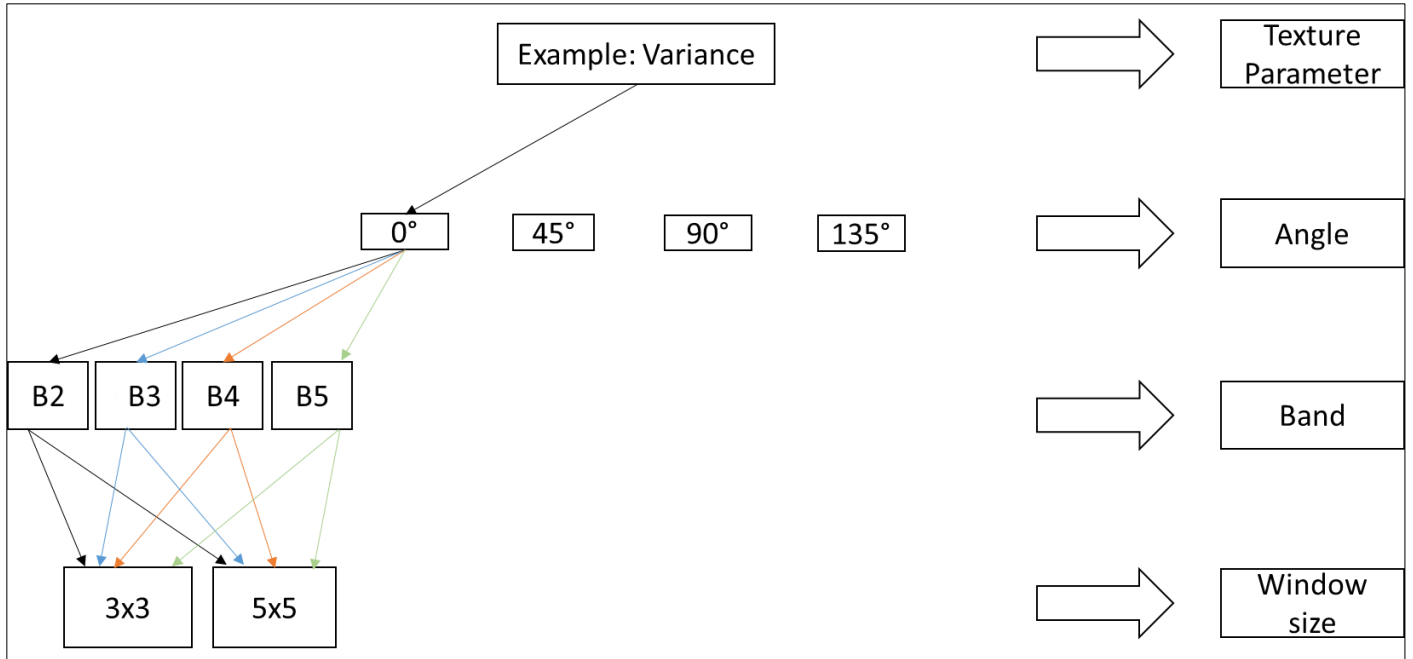 Example: Variance
Texture
Parameter
0°
45°
90°
135°
Angle
B2
B3
B4
B5
Band
3x3
5x5
Window
size